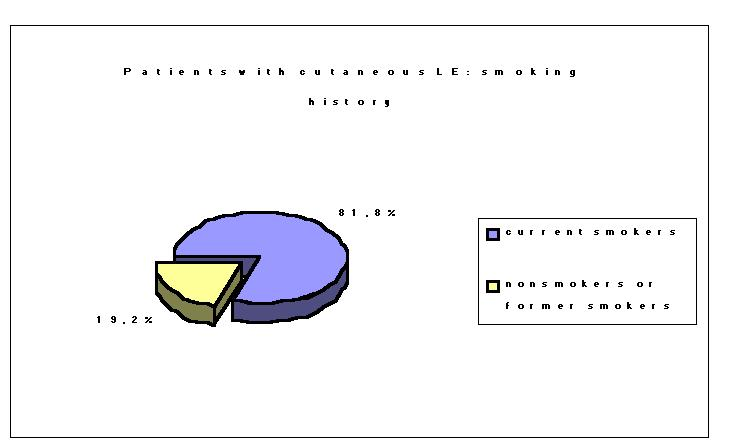 Patients with cutaneous LE: smoking
history
81,8%
current smokers
nonsmokers or
former smokers
19,2%